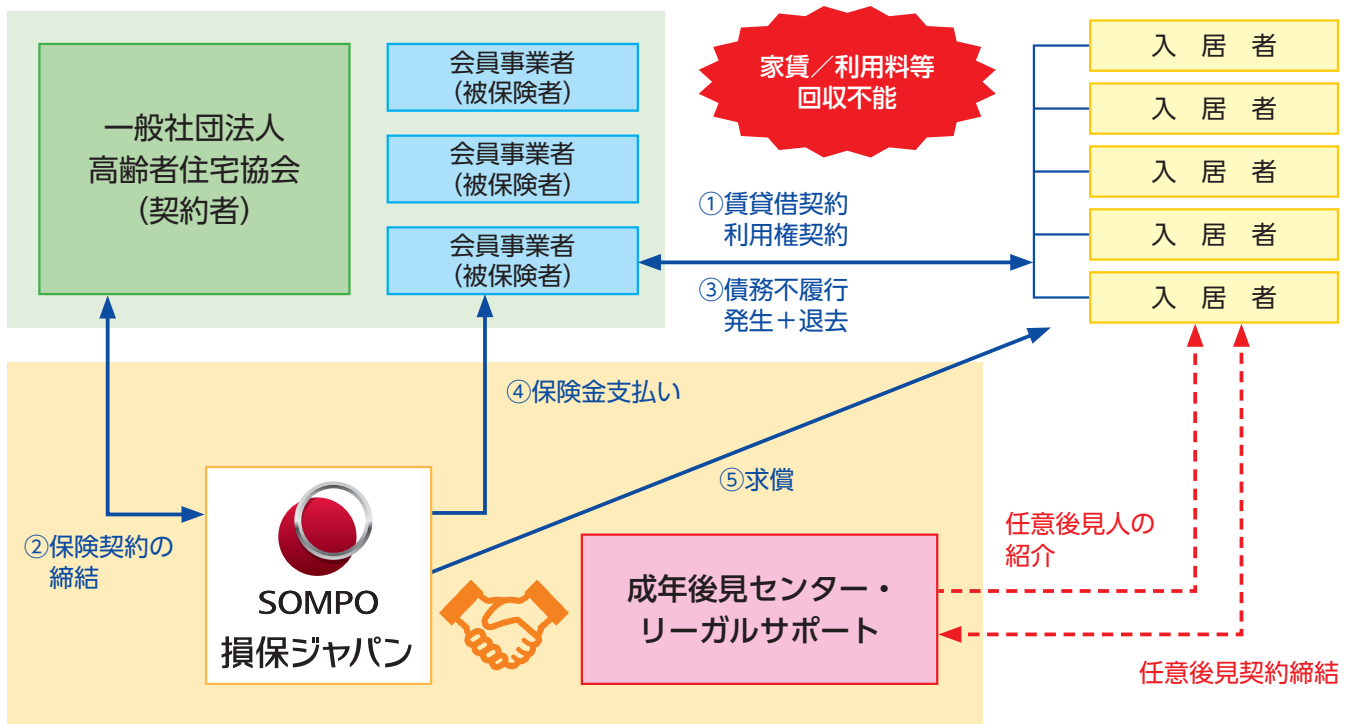 一般社団法人
高齢者住宅協会
（契約者）
会員事業者
（被保険者）
会員事業者
（被保険者）
会員事業者
（被保険者）
家賃／利用料等
回収不能
入居者
入居者
入居者
入居者
入居者
①賃貸借契約
利用権契約
③債務不履行
発生＋退去
④保険金支払い
⑤求償
②保険契約の
締結
SOMPO
損保ジャパン
成年後見センター・
リーガルサポート
任意後見人の
紹介
任意後見契約締結